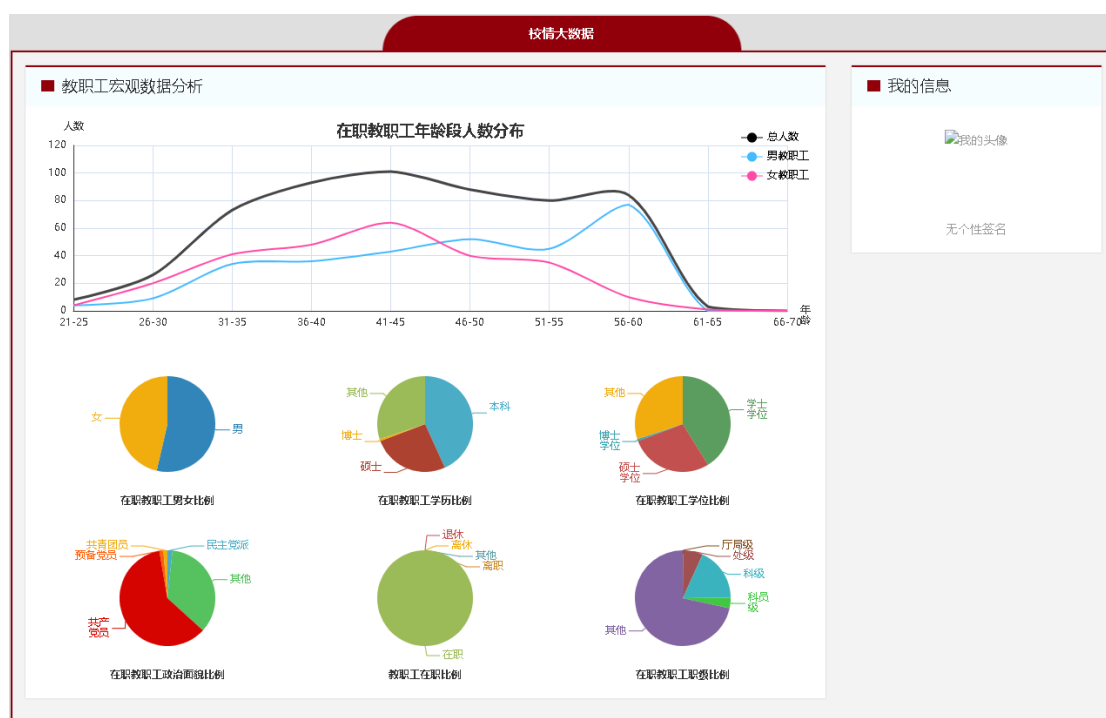 校情大数据
教职工宏观数据分析
我的信息
人数
在职教职工年龄段人数分布
总人数
男教职工
女教职工
120
100
80
60
40
20
0
21-25
26-30
31-35
36-40
41-45
46-50
51-55
56-60
61-65
66-70
年
龄
我的头像
无个性签名
女
男
在职教职工男女比例
其他
本科
博士
硕士
在职教职工学历比例
其他
学士
学位
博士
学位
硕士
学位
在职教职工学位比例
共青团员
预备党员
民主党派
其他
共产
党员
在职教职工政治面貌比例
退休
离休
其他
离职
在职
教职工在职比例
厅局级
处级
科级
科员
级
其他
在职教职工职级比例